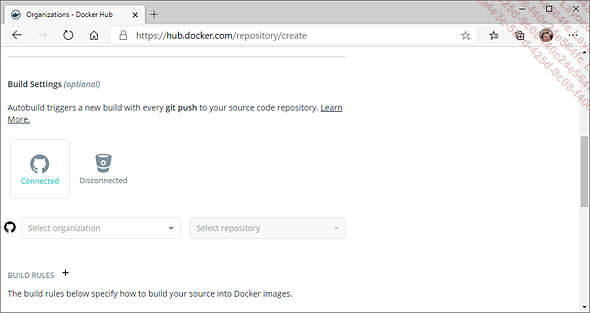 Organizations - Docker Hub
https://hub.docker.com/repository/create
Build Settings (optional)
Autobuild triggers a new build with every git push to your source code repository. Learn
More.
Connected
Disconnected
Select organization
Select repository
BUILD RULES +
The build rules below specify how to build your source into Docker images.